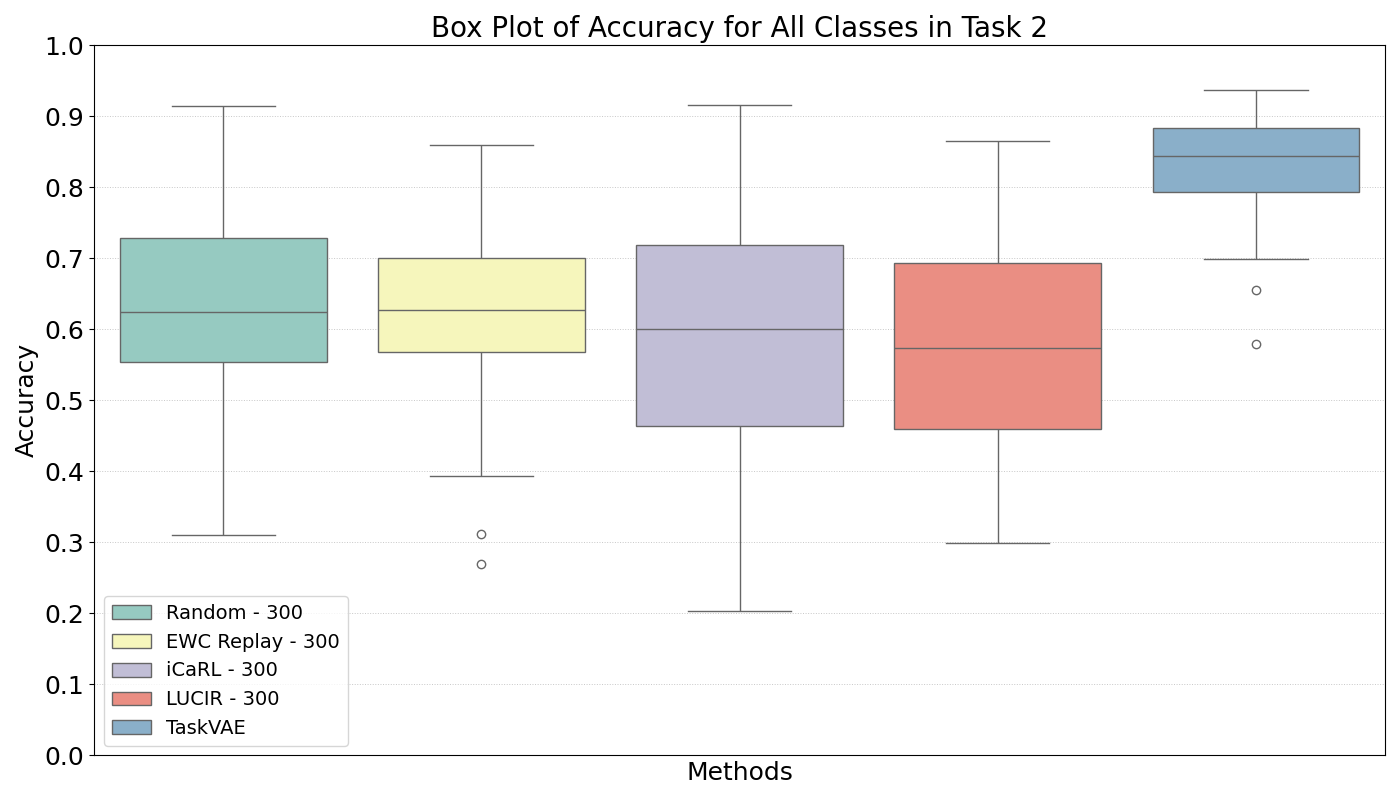 Box Plot of Accuracy for All Classes in Task 2
1.0
0.9
0.8
0.7
0.6
0.5
0.4
0.3
0.2
0.1
0.0
Accuracy
Random - 300
EWC Replay - 300
iCaRL - 300
LUCIR - 300
TaskVAE
Methods